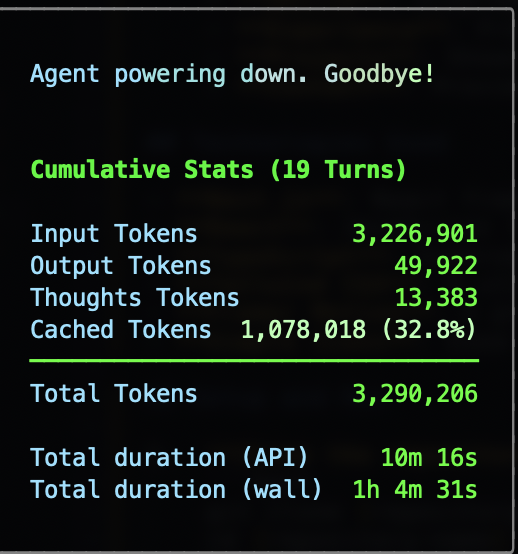 Agent powering down. Goodbye!
Cumulative Stats (19 Turns)
Input Tokens 3,226,901
Output Tokens 49,922
Thoughts Tokens 13,383
Cached Tokens 1,078,018 (32.8%)
Total Tokens 3,290,206
Total duration (API) 10m 16s
Total duration (wall) 1h 4m 31s